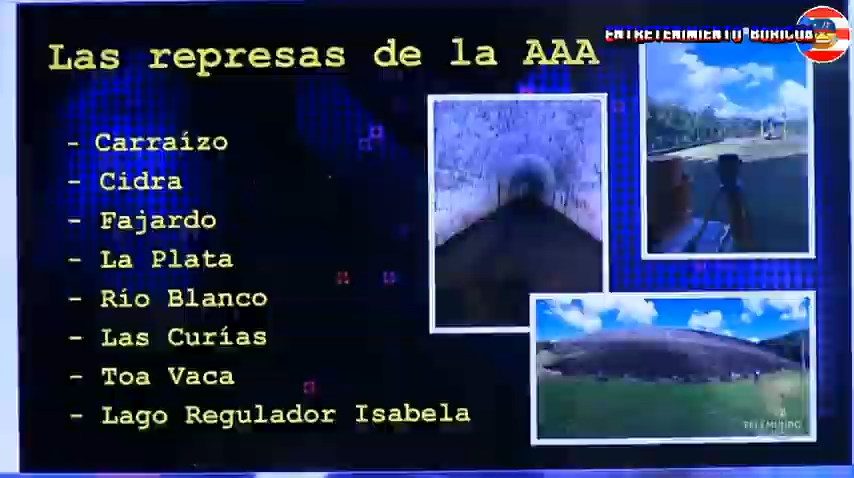 ENTRETENIMIENTO BORICUA
Las represas de la AAA
- Carraízo
- Cidra
- Fajardo
- La Plata
- Río Blanco
- Las Curías
- Toa Vaca
- Lago Regulador Isabela
TELEMUNDO